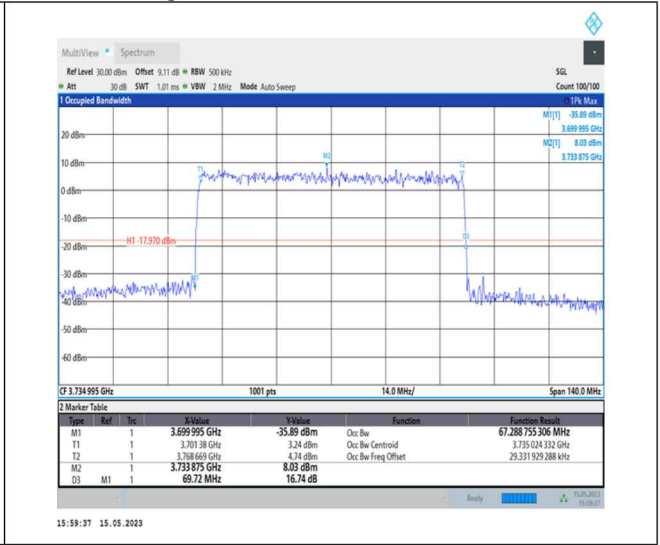 MultiView Spectrum
Ref Level 30.00 dBm Offset 9.11 dB RBW 500 kHz SGL
Att 30 dB SWT 1.01 ms VBW 2 MHz Mode Auto Sweep Count 100/100
1 Occupied Bandwidth 1Pk Max
M1[1] -35.89 dBm
3.699 995 GHz
M2[1] 8.03 dBm
3.733 875 GHz
20 dBm
10 dBm
M2
T1
T2
0 dBm
-10 dBm
D3
H1 -17.970 dBm
-20 dBm
-30 dBm
M1
-40 dBm
-50 dBm
-60 dBm
CF 3.734 995 GHz 1001 pts 14.0 MHz/ Span 140.0 MHz
2 Marker Table
Type Ref Trc X-Value Y-Value Function Function Result
M1 1 3.699 995 GHz -35.89 dBm Occ Bw 67.288 755 306 MHz
T1 1 3.701 38 GHz 3.24 dBm Occ Bw Centroid 3.735 024 332 GHz
T2 1 3.768 669 GHz 4.74 dBm Occ Bw Freq Offset 29.331 929 288 kHz
M2 1 3.733 875 GHz 8.03 dBm
D3 M1 1 69.72 MHz 16.74 dB
Ready 15.05.2023
15:59:37
15:59:37 15.05.2023